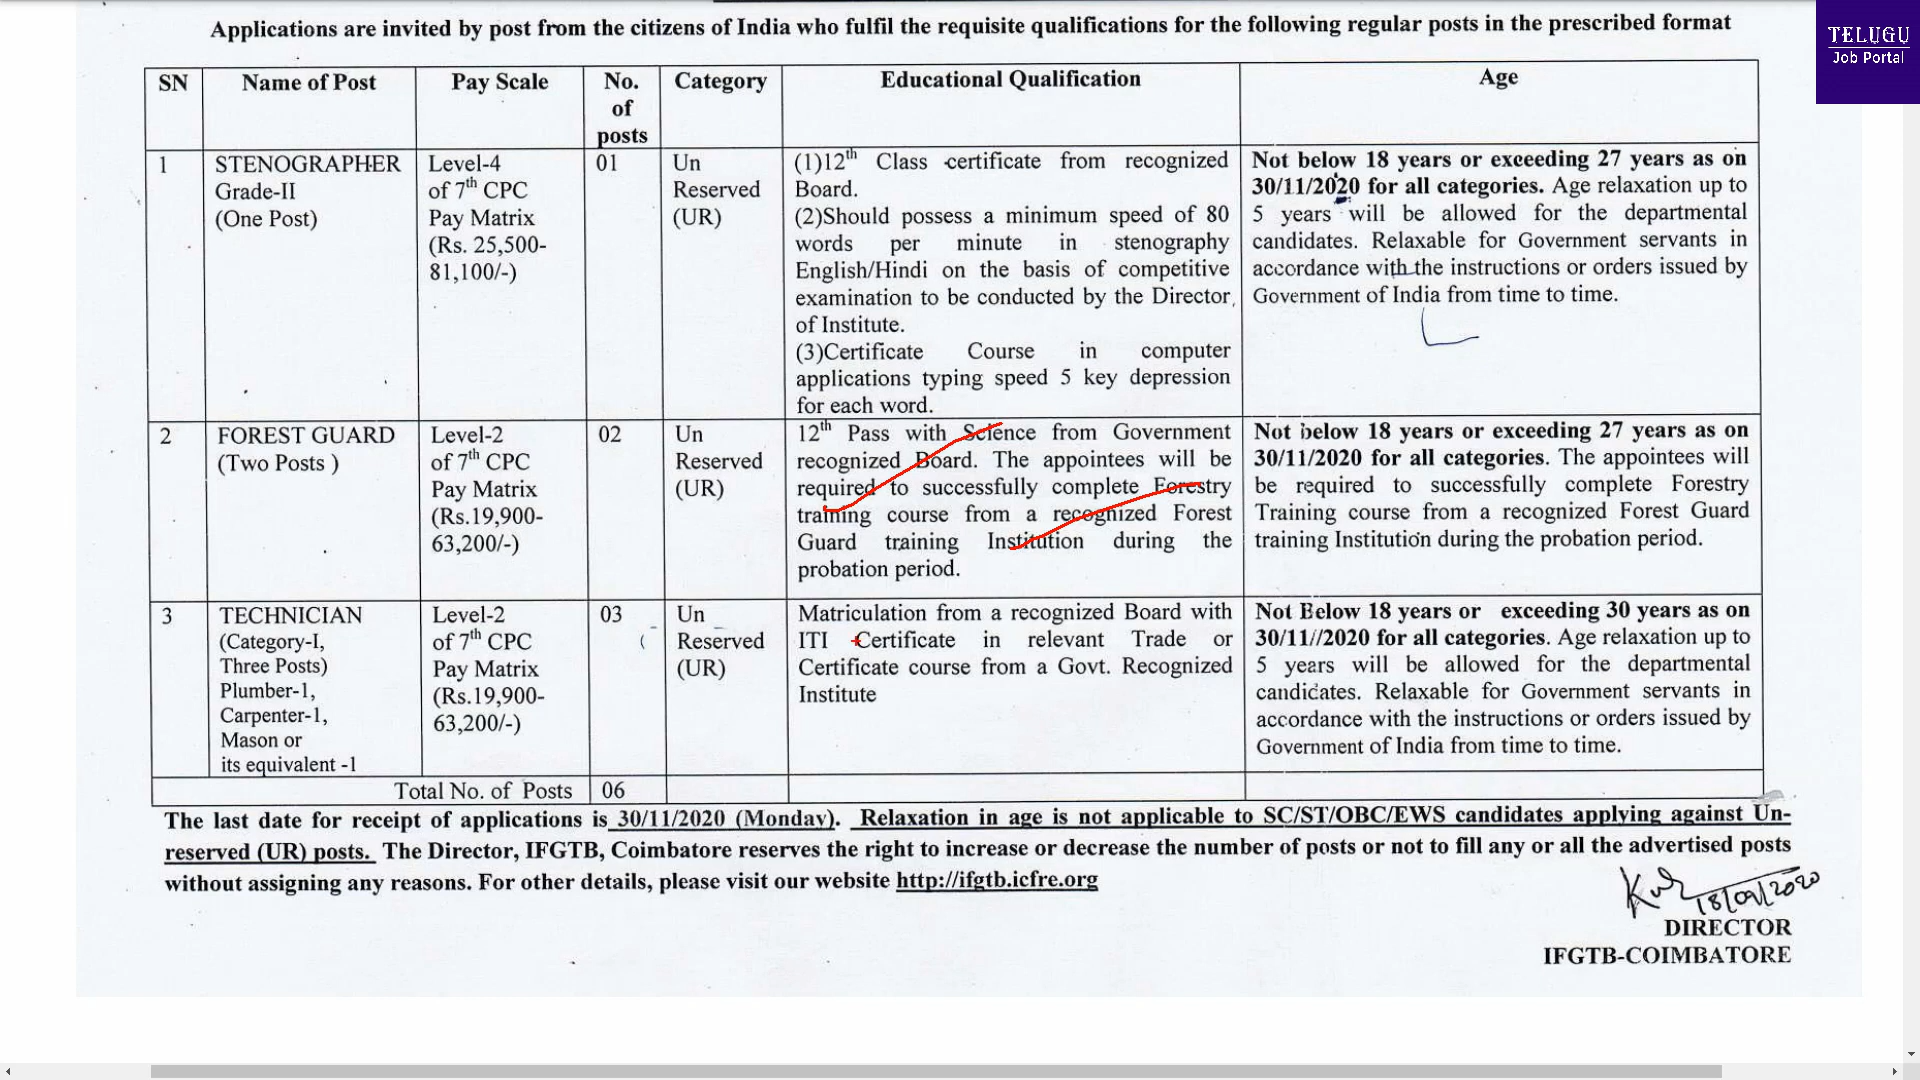 Applications are invited by post from the citizens of India who fulfil the requisite qualifications for the following regular posts in the prescribed format
TELUGU
Job Portal
SN
Name of Post
Pay Scale
No.
of
posts
Category
Educational Qualification
Age
1
STENOGRAPHER
Grade-II
(One Post)
Level-4
of 7th CPC
Pay Matrix
(Rs. 25,500-
81,100/-)
01
Un
Reserved
(UR)
(1)12th Class certificate from recognized
Board.
(2)Should possess a minimum speed of 80
words per minute in stenography
English/Hindi on the basis of competitive
examination to be conducted by the Director,
of Institute.
(3)Certificate Course in computer
applications typing speed 5 key depression
for each word.
Not below 18 years or exceeding 27 years as on
30/11/2020 for all categories. Age relaxation up to
5 years will be allowed for the departmental
candidates. Relaxable for Government servants in
accordance with the instructions or orders issued by
Government of India from time to time.
2
FOREST GUARD
(Two Posts )
Level-2
of 7th CPC
Pay Matrix
(Rs.19,900-
63,200/-)
02
Un
Reserved
(UR)
12th Pass with Science from Government
recognized Board. The appointees will be
required to successfully complete Forestry
training course from a recognized Forest
Guard training Institution during the
probation period.
Not below 18 years or exceeding 27 years as on
30/11/2020 for all categories. The appointees will
be required to successfully complete Forestry
Training course from a recognized Forest Guard
training Institution during the probation period.
3
TECHNICIAN
(Category-I,
Three Posts)
Plumber-1,
Carpenter-1,
Mason or
its equivalent -1
Level-2
of 7th CPC
Pay Matrix
(Rs.19,900-
63,200/-)
03
Un
Reserved
(UR)
Matriculation from a recognized Board with
ITI Certificate in relevant Trade or
Certificate course from a Govt. Recognized
Institute
Not Below 18 years or exceeding 30 years as on
30/11//2020 for all categories. Age relaxation up to
5 years will be allowed for the departmental
candidates. Relaxable for Government servants in
accordance with the instructions or orders issued by
Government of India from time to time.
Total No. of Posts
06
The last date for receipt of applications is 30/11/2020 (Monday). Relaxation in age is not applicable to SC/ST/OBC/EWS candidates applying against Un-
reserved (UR) posts. The Director, IFGTB, Coimbatore reserves the right to increase or decrease the number of posts or not to fill any or all the advertised posts
without assigning any reasons. For other details, please visit our website http://ifgtb.icfre.org
18/09/2020
DIRECTOR
IFGTB-COIMBATORE